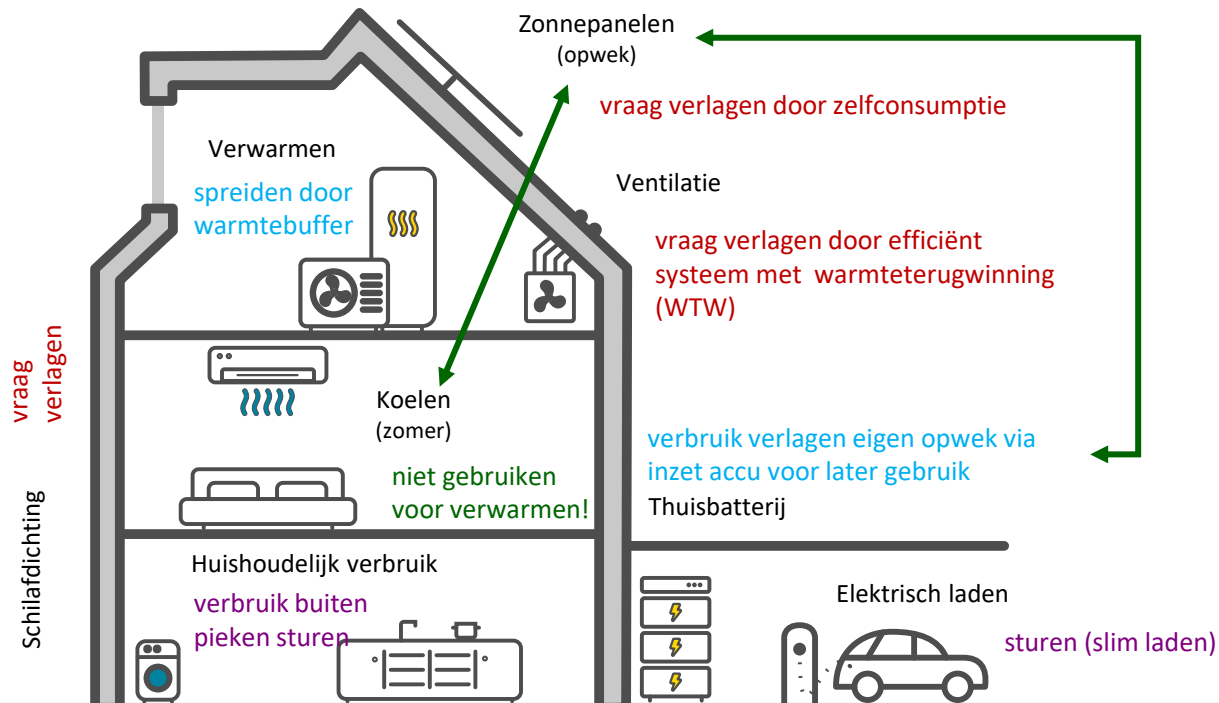 Zonnepanelen
(opwek)
vraag verlagen door zelfconsumptie
Verwarmen
spreiden door
warmtebuffer
Ventilatie
vraag verlagen door efficiënt
systeem met warmteterugwinning
(WTW)
vraag
verlagen
Schilafdichting
Koelen
(zomer)
niet gebruiken
voor verwarmen!
verbruik verlagen eigen opwek via
inzet accu voor later gebruik
Thuisbatterij
Huishoudelijk verbruik
verbruik buiten
pieken sturen
Elektrisch laden
sturen (slim laden)